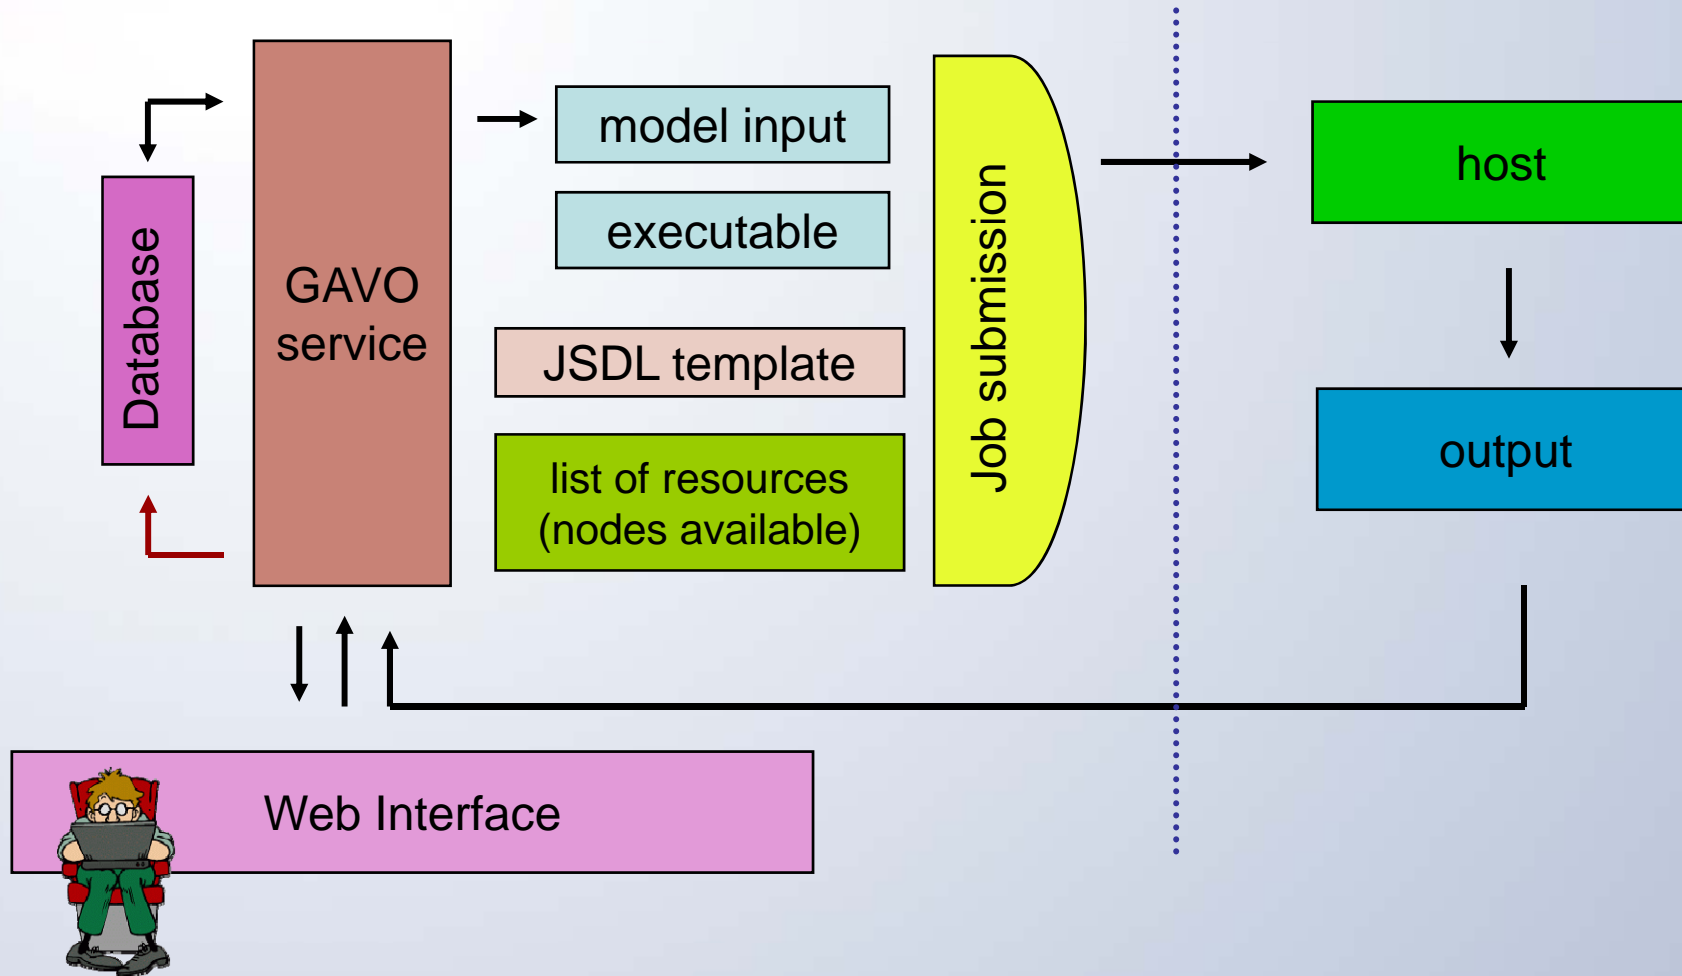 Database
GAVO
service
model input
executable
JSDL template
list of resources
(nodes available)
Job submission
host
output
Web Interface